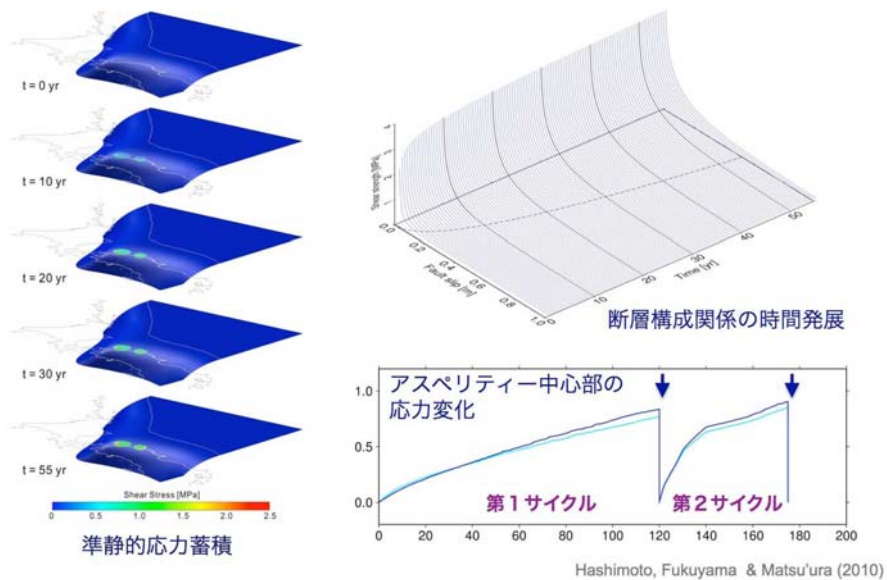 t = 0 yr
t = 10 yr
t = 20 yr
t = 30 yr
t = 55 yr
Shear Stress [MPa]
0 0.5 1.0 1.5 2.0 2.5
準静的応力蓄積
Shear strength [MPa]
0.0 0.2 0.4 0.6 0.8 1.0
Fault slip [m]
0 10 20 30 40 50
Time [yr]
断層構成関係の時間発展
アスペリティー中心部の
応力変化
1.0
0.5
0.0
第1サイクル 第2サイクル
0 20 40 60 80 100 120 140 160 180 200
Hashimoto, Fukuyama & Matsu'ura (2010)